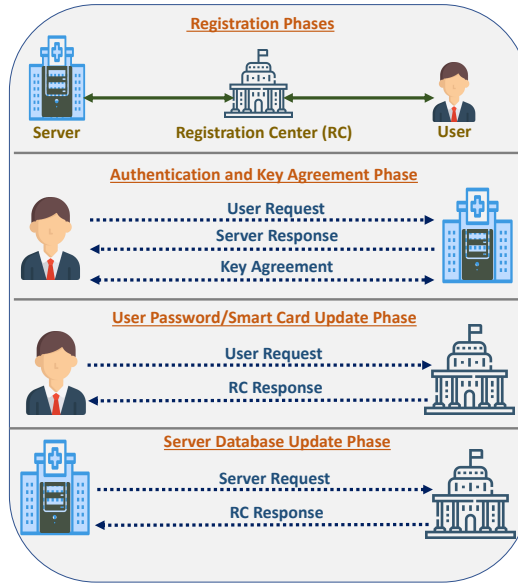 Registration Phases
Server
Registration Center (RC)
User
Authentication and Key Agreement Phase
User Request
Server Response
Key Agreement
User Password/Smart Card Update Phase
User Request
RC Response
Server Database Update Phase
Server Request
RC Response